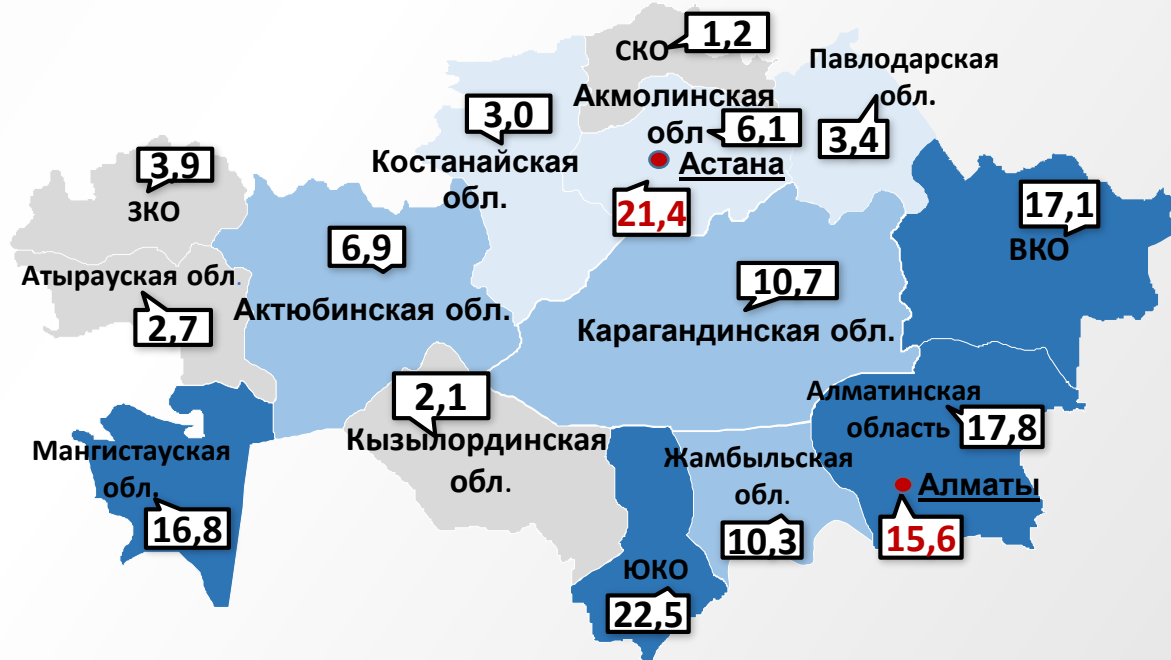 СКО
1,2
Павлодарская
обл.
3,4
Акмолинская
обл
6,1
Астана
21,4
3,0
Костанайская
обл.
3,9
ЗКО
Атырауская обл.
2,7
6,9
Актюбинская обл.
10,7
Карагандинская обл.
17,1
ВКО
2,1
Кызылординская
обл.
Мангистауская
обл.
16,8
Алматинская
область
17,8
Жамбыльская
обл.
10,3
Алматы
15,6
ЮКО
22,5